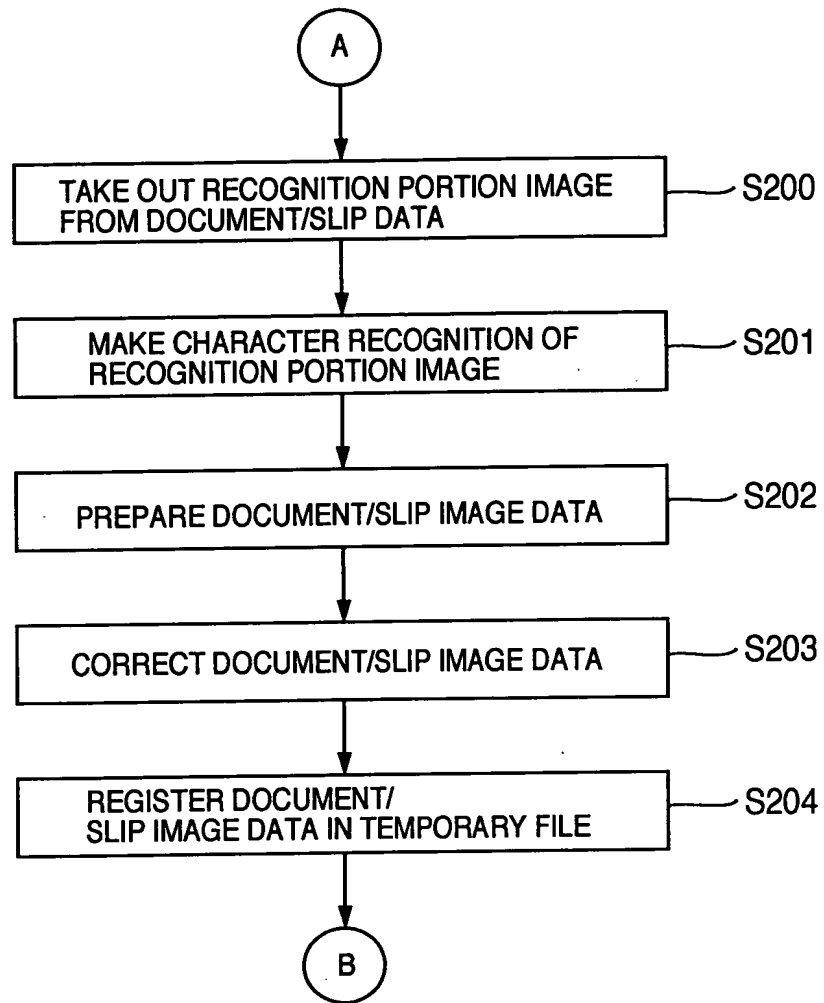 A
TAKE OUT RECOGNITION PORTION IMAGE
FROM DOCUMENT/SLIP DATA
S200
MAKE CHARACTER RECOGNITION OF
RECOGNITION PORTION IMAGE
S201
PREPARE DOCUMENT/SLIP IMAGE DATA
S202
CORRECT DOCUMENT/SLIP IMAGE DATA
S203
REGISTER DOCUMENT/
SLIP IMAGE DATA IN TEMPORARY FILE
S204
B